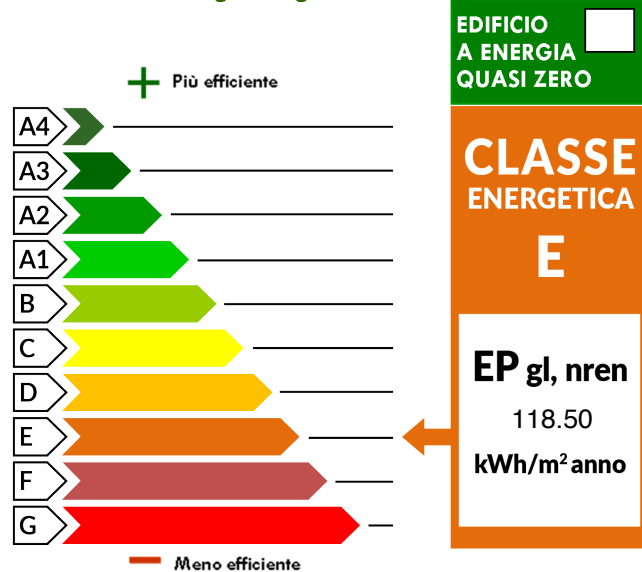 EDIFICIO
A ENERGIA
QUASI ZERO
Più efficiente
A4
A3
A2
A1
B
C
D
E
F
G
Meno efficiente
CLASSE
ENERGETICA
E
EP gl, nren
118.50
kWh/m² anno